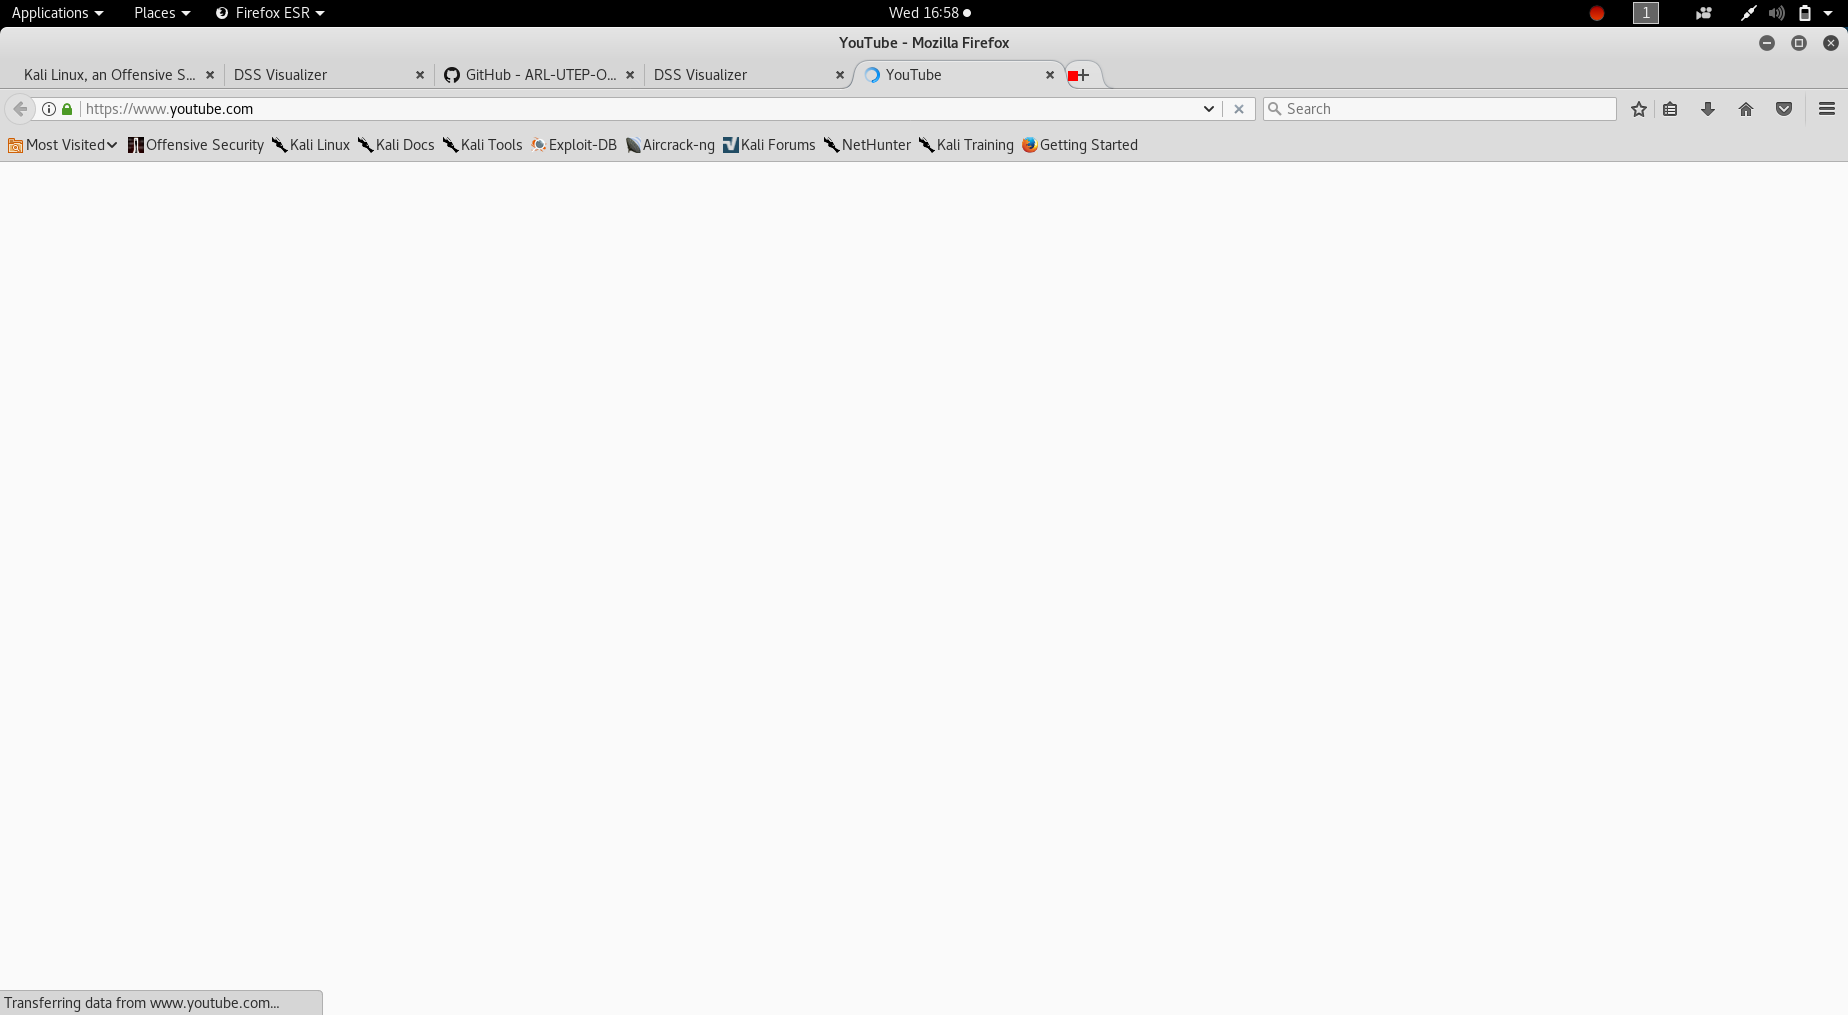 Applications Places Firefox ESR Wed 16:58 1
YouTube - Mozilla Firefox
Kali Linux, an Offensive S... DSS Visualizer GitHub - ARL-UTEP-O... DSS Visualizer YouTube
https://www.youtube.com Search
Most Visited Offensive Security Kali Linux Kali Docs Kali Tools Exploit-DB Aircrack-ng Kali Forums NetHunter Kali Training Getting Started
Transferring data from www.youtube.com...